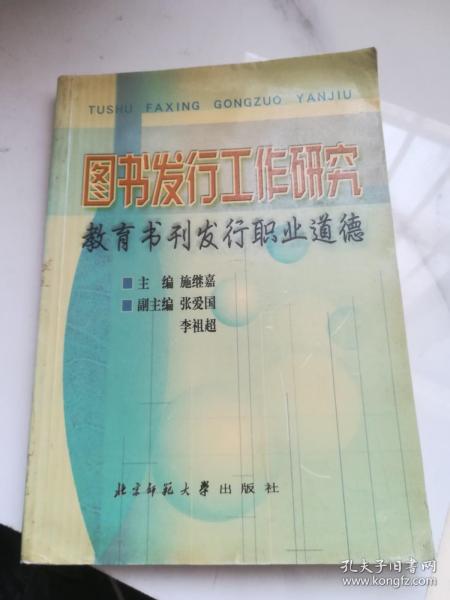 TUSHU FAXING GONGZUO YANJIU
图书发行工作研究
教育书刊发行职业道德
■ 主 编 施继嘉
■ 副主编 张爱国
李祖超
北京师范大学出版社
孔夫子旧书网
www.kongfz.com